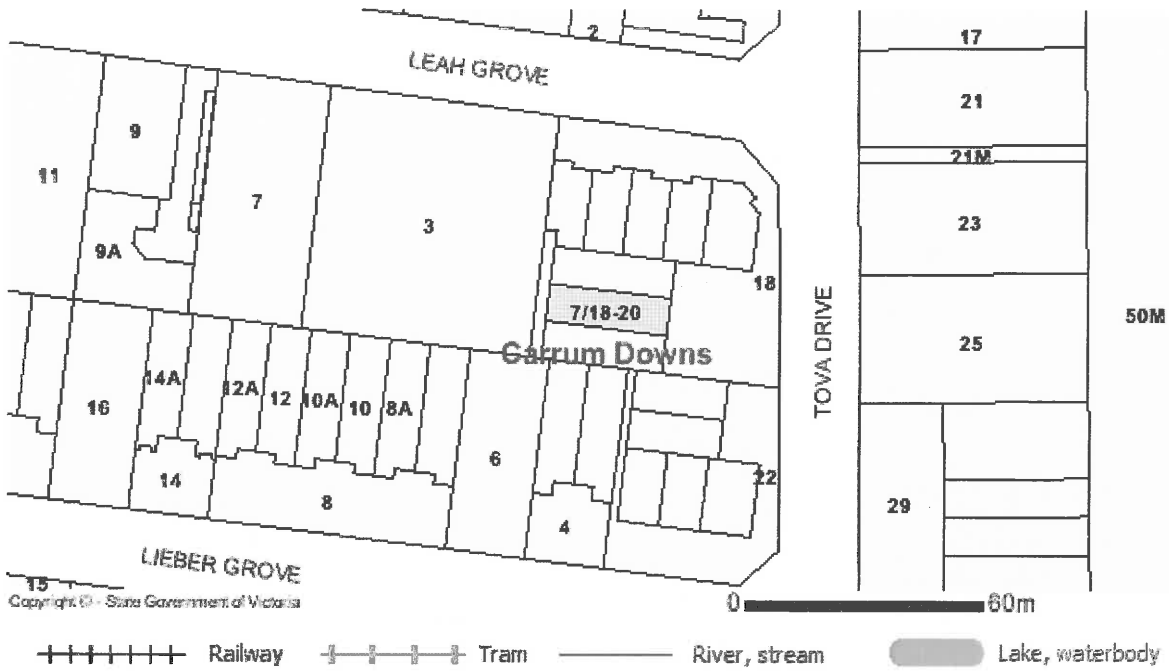 2
17
LEAH GROVE
21
9
21M
11
7
3
23
9A
18
7/18-20
50M
TOVA DRIVE
25
Carrum Downs
14A
12A
12
10A
10
8A
16
6
14
22
8
29
4
LIEBER GROVE
15
Copyright © - State Government of Victoria
0 60m
Railway Tram River, stream Lake, waterbody